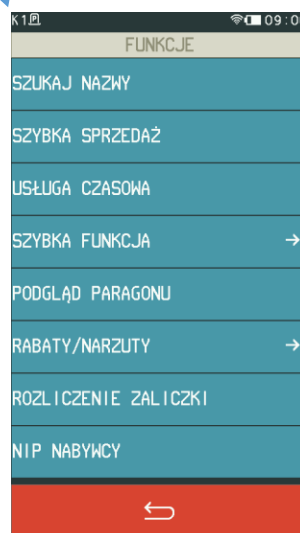 K1 P 09:0
FUNKCJE
SZUKAJ NAZWY
SZYBKA SPRZEDAŻ
USŁUGA CZASOWA
SZYBKA FUNKCJA →
PODGLĄD PARAGONU
RABATY/NARZUTY →
ROZLICZENIE ZALICZKI
NIP NABYWCY